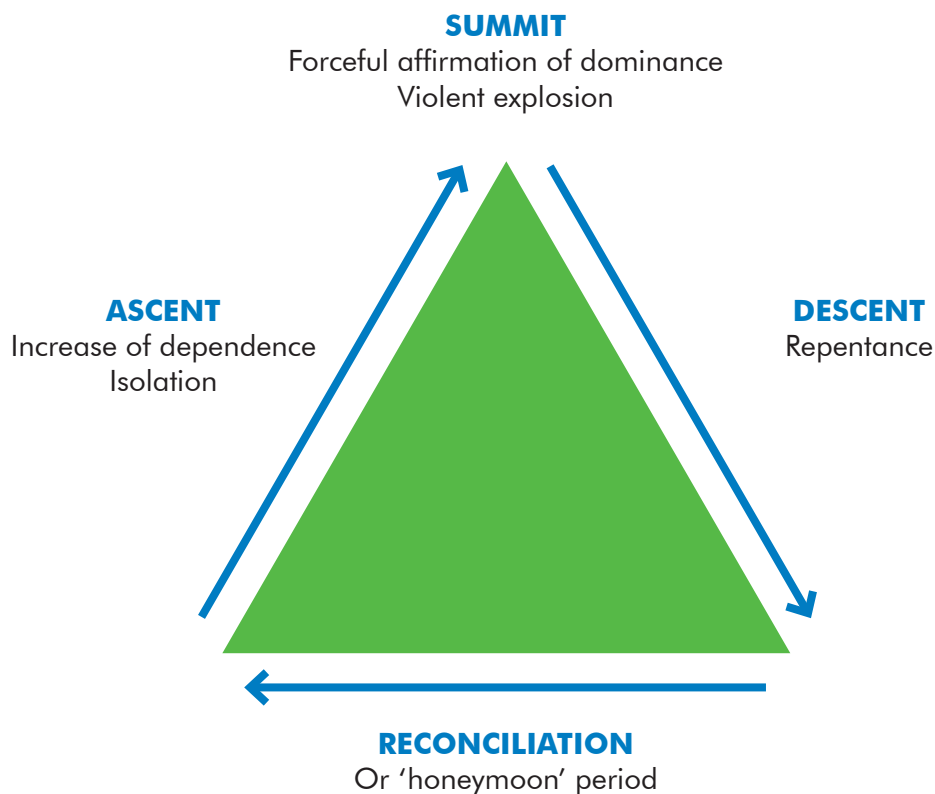 SUMMIT
Forceful affirmation of dominance
Violent explosion
ASCENT
Increase of dependence
Isolation
DESCENT
Repentance
RECONCILIATION
Or ‘honeymoon’ period